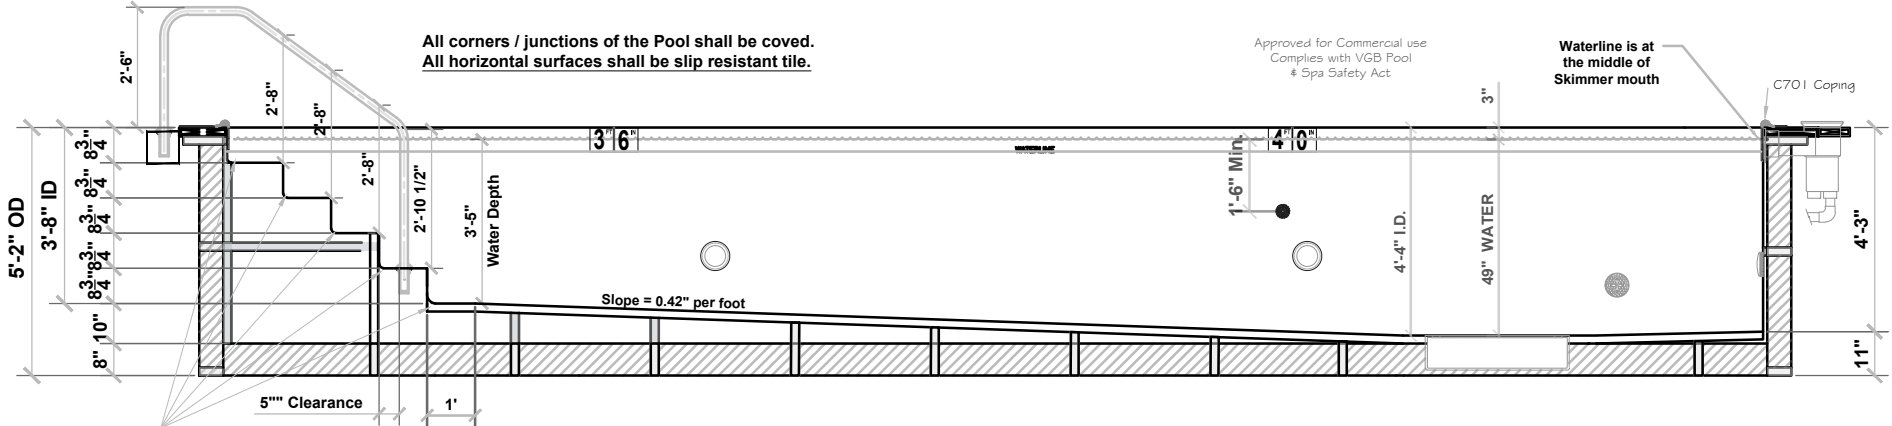 All corners / junctions of the Pool shall be coved.
All horizontal surfaces shall be slip resistant tile.
Approved for Commercial use
Complies with VGB Pool
& Spa Safety Act
Waterline is at
the middle of
Skimmer mouth
C701 Coping
2'-6"
2'-8"
2'-8"
2'-8"
2'-10 1/2"
3'-5"
Water Depth
3 FT 6 IN
4 FT 0 IN
3"
1'-6" Min.
4'-4" I.D.
49" WATER
5'-2" OD
3'-8" ID
8 3/4"
8 3/4"
8 3/4"
8 3/4"
8 3/4"
10"
8"
Slope = 0.42" per foot
4'-3"
11"
5"" Clearance
1'